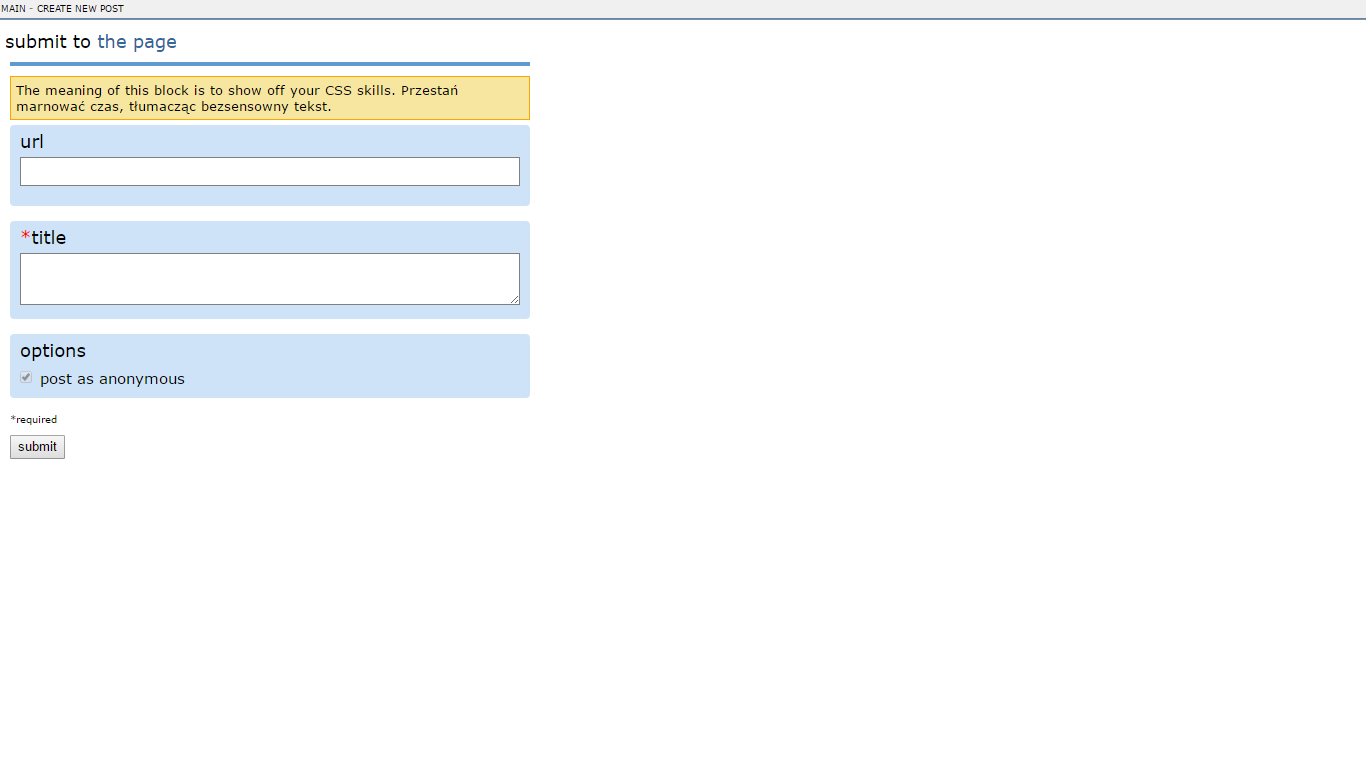 MAIN - CREATE NEW POST
submit to the page
The meaning of this block is to show off your CSS skills. Przestań
marnować czas, tłumacząc bezsensowny tekst.
url
*title
options
post as anonymous
*required
submit